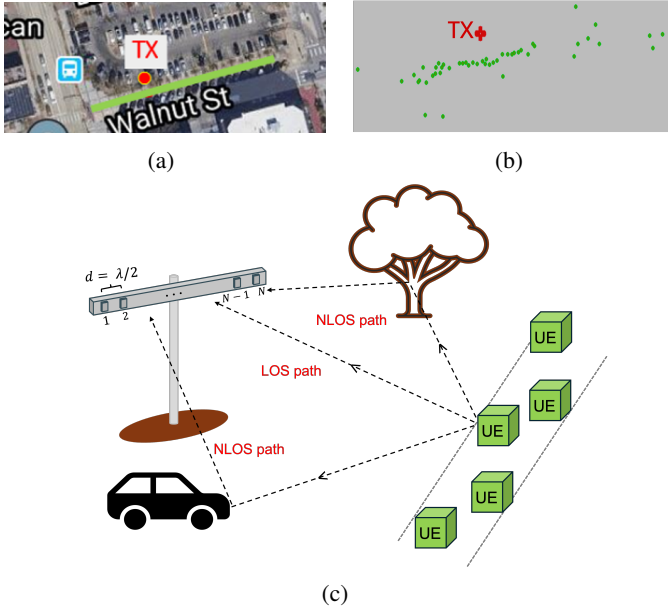 can
TX
Walnut St
(a)
TX
(b)
d = λ/2
1 2 ... N − 1 N
NLOS path
LOS path
NLOS path
UE
UE
UE
UE
UE
(c)